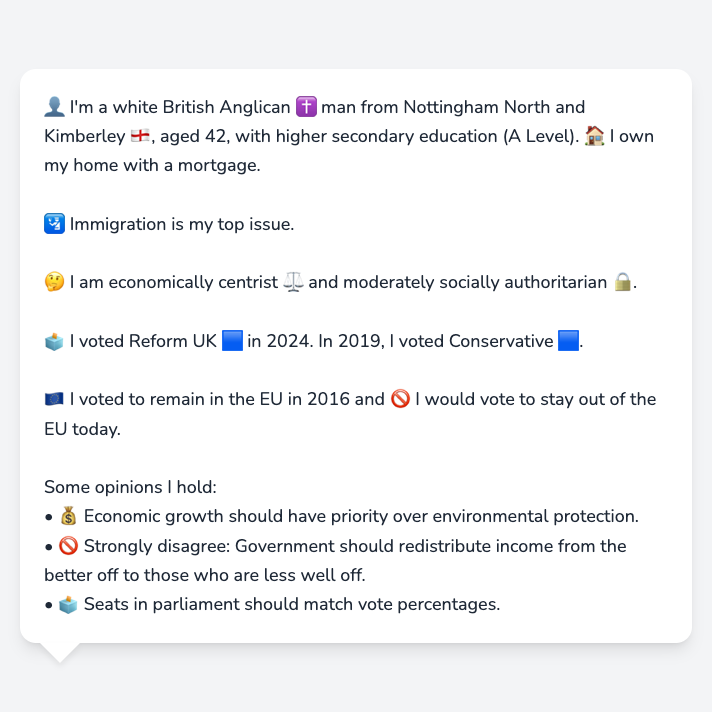 👤 I'm a white British Anglican ✝️ man from Nottingham North and
Kimberley 🏴󠁧󠁢󠁥󠁮󠁧󠁿, aged 42, with higher secondary education (A Level). 🏠 I own
my home with a mortgage.
🛂 Immigration is my top issue.
🤔 I am economically centrist ⚖️ and moderately socially authoritarian 🔒.
🗳️ I voted Reform UK 🟦 in 2024. In 2019, I voted Conservative 🟦.
🇪🇺 I voted to remain in the EU in 2016 and 🚫 I would vote to stay out of the
EU today.
Some opinions I hold:
• 💰 Economic growth should have priority over environmental protection.
• 🚫 Strongly disagree: Government should redistribute income from the
better off to those who are less well off.
• 🗳️ Seats in parliament should match vote percentages.